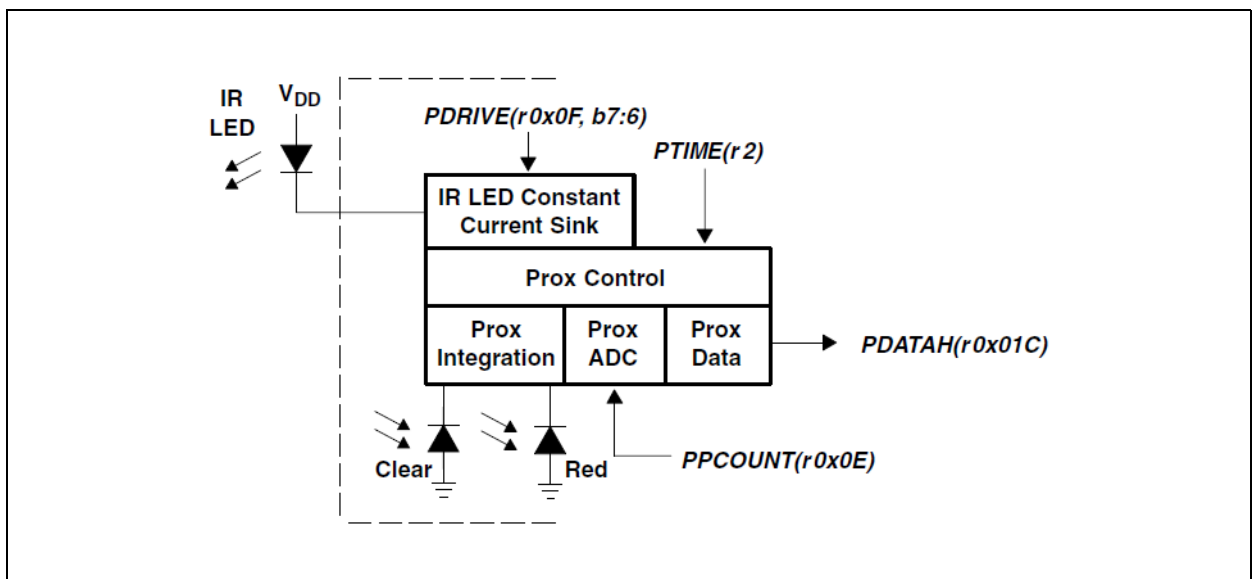 IR
LED
VDD
PDRIVE(r0x0F, b7:6)
PTIME(r2)
IR LED Constant
Current Sink
Prox Control
Prox
Integration
Prox
ADC
Prox
Data
PDATAH(r0x01C)
Clear
Red
PPCOUNT(r0x0E)